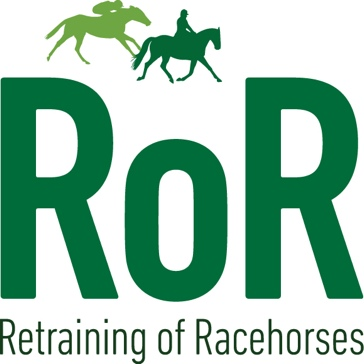 RoR
Retraining of Racehorses